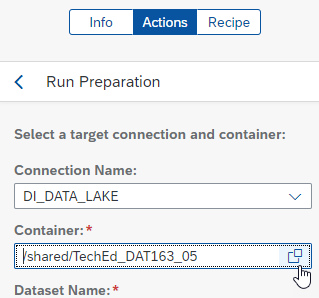 Info Actions Recipe
Run Preparation
Select a target connection and container:
Connection Name:
DI_DATA_LAKE
Container:*
/shared/TechEd_DAT163_05
Dataset Name:*